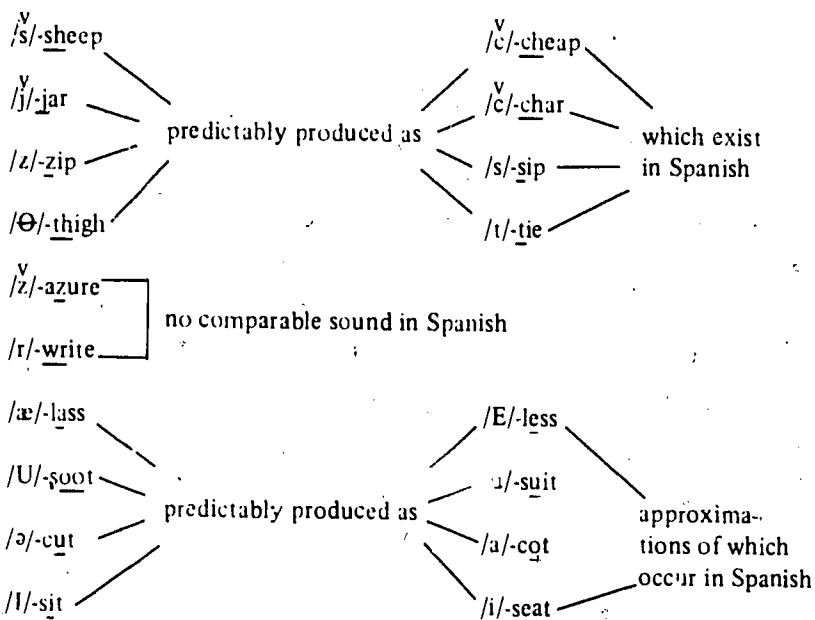 /š/-sheep
/ǰ/-jar
/z/-zip
/Ɵ/-thigh
predictably produced as
/č/-cheap
/č/-char
/s/-sip
/t/-tie
which exist
in Spanish
/ž/-azure
/r/-write
no comparable sound in Spanish
/æ/-lass
/U/-soot
/ə/-cut
/I/-sit
predictably produced as
/E/-less
/-suit
/a/-cot
/i/-seat
approxima-
tions of which
occur in Spanish